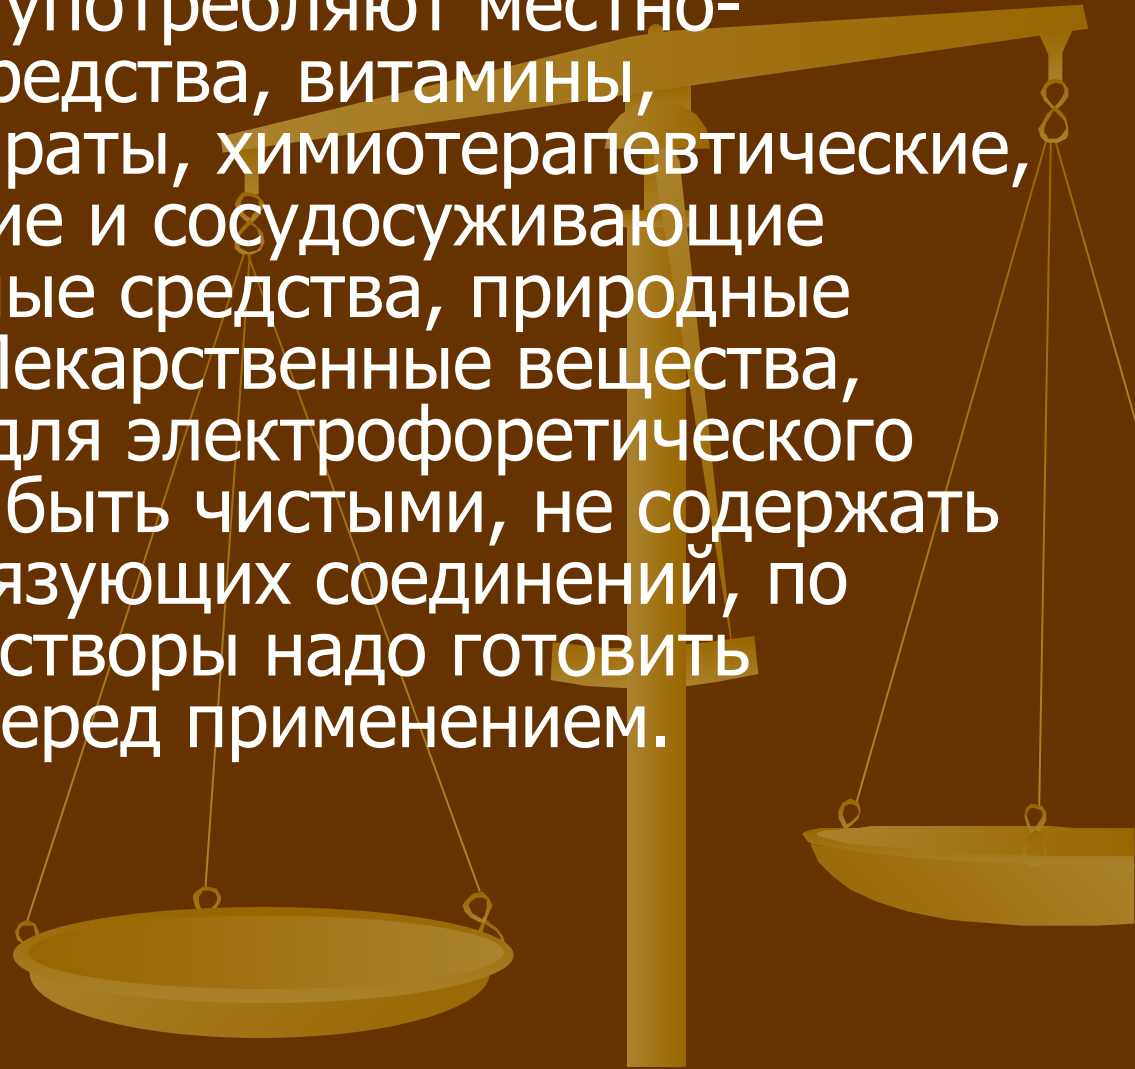 употребляют местно-
редства, витамины,
раты, химиотерапевтические,
ие и сосудосуживающие
ые средства, природные
Лекарственные вещества,
для электрофоретического
быть чистыми, не содержать
язующих соединений, по
створы надо готовить
еред применением.